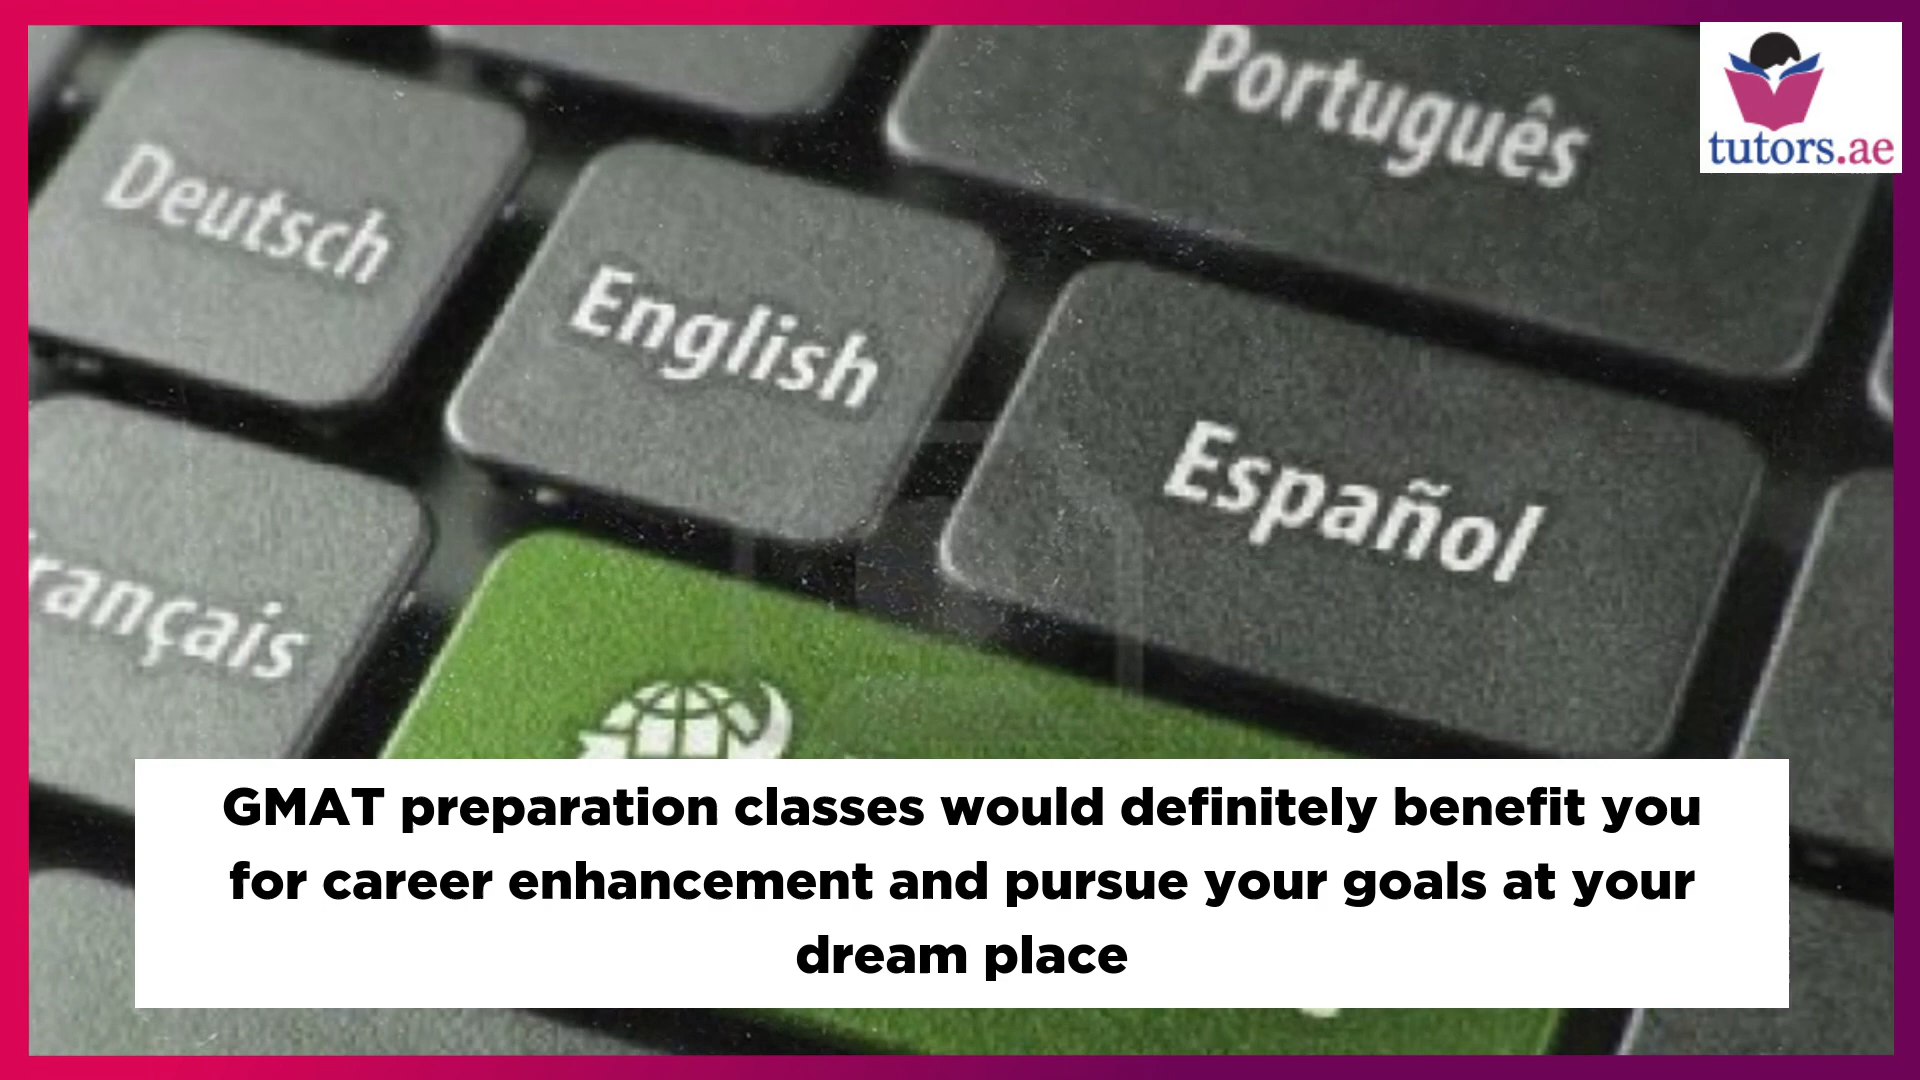 Português
tutors.ae
Deutsch
English
Español
rançais
GMAT preparation classes would definitely benefit you
for career enhancement and pursue your goals at your
dream place